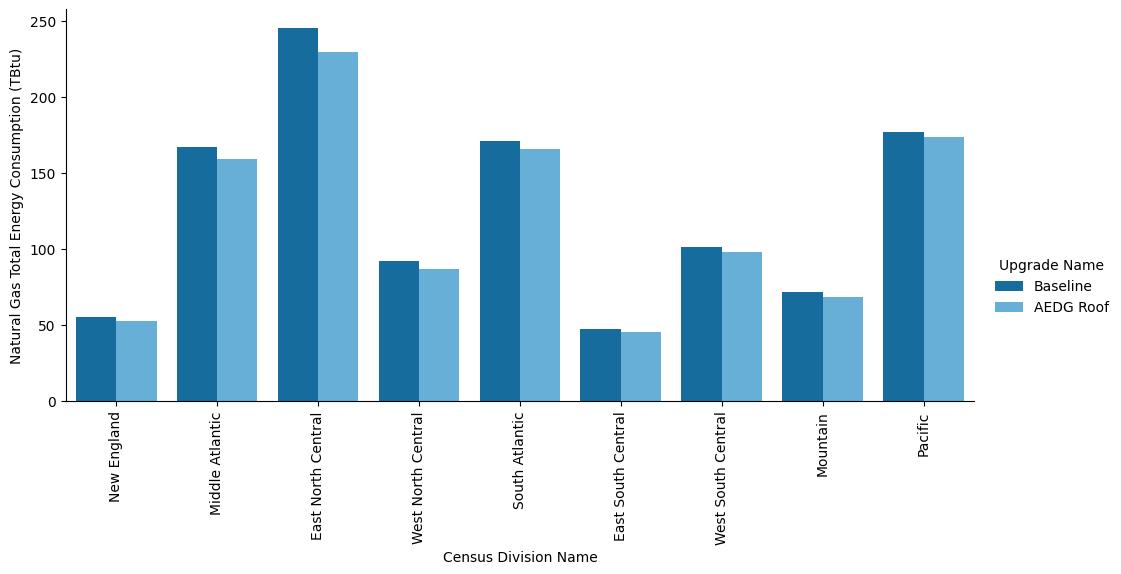 Natural Gas Total Energy Consumption (TBtu)
250
200
150
100
50
0
New England
Middle Atlantic
East North Central
West North Central
South Atlantic
East South Central
West South Central
Mountain
Pacific
Census Division Name
Upgrade Name
Baseline
AEDG Roof